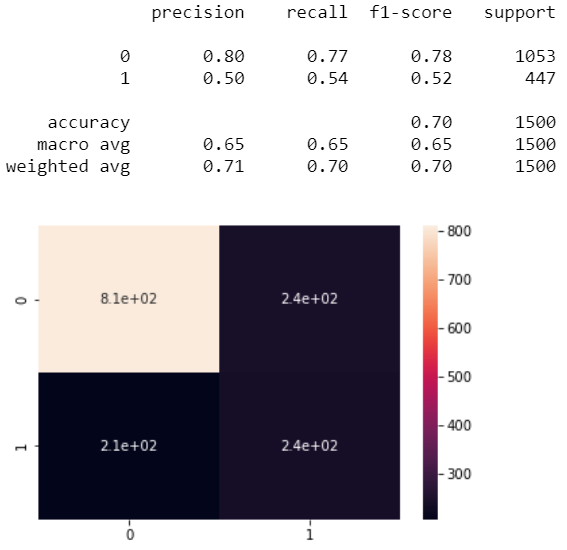 precision recall f1-score support
0 0.80 0.77 0.78 1053
1 0.50 0.54 0.52 447
accuracy 0.70 1500
macro avg 0.65 0.65 0.65 1500
weighted avg 0.71 0.70 0.70 1500
0 8.1e+02 2.4e+02
1 2.1e+02 2.4e+02
0 1
800
700
600
500
400
300